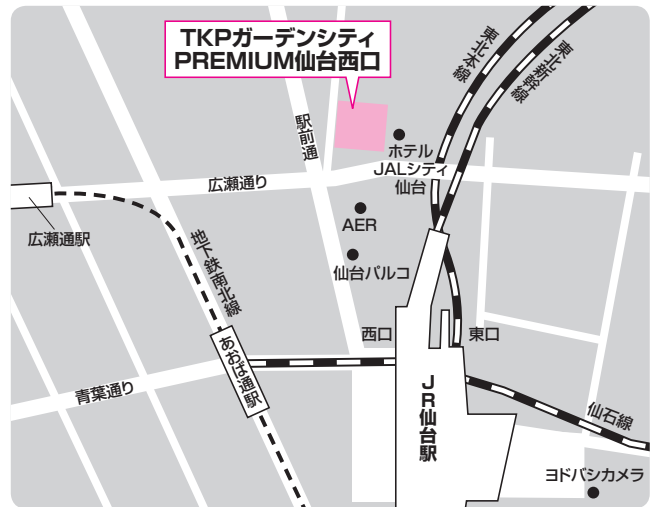 TKPガーデンシティ
PREMIUM仙台西口
東北本線
東北新幹線
駅前通
ホテル
JALシティ
仙台
広瀬通り
広瀬通駅
AER
地下鉄南北線
仙台パルコ
西口
東口
あおば通駅
青葉通り
JR仙台駅
仙石線
ヨドバシカメラ